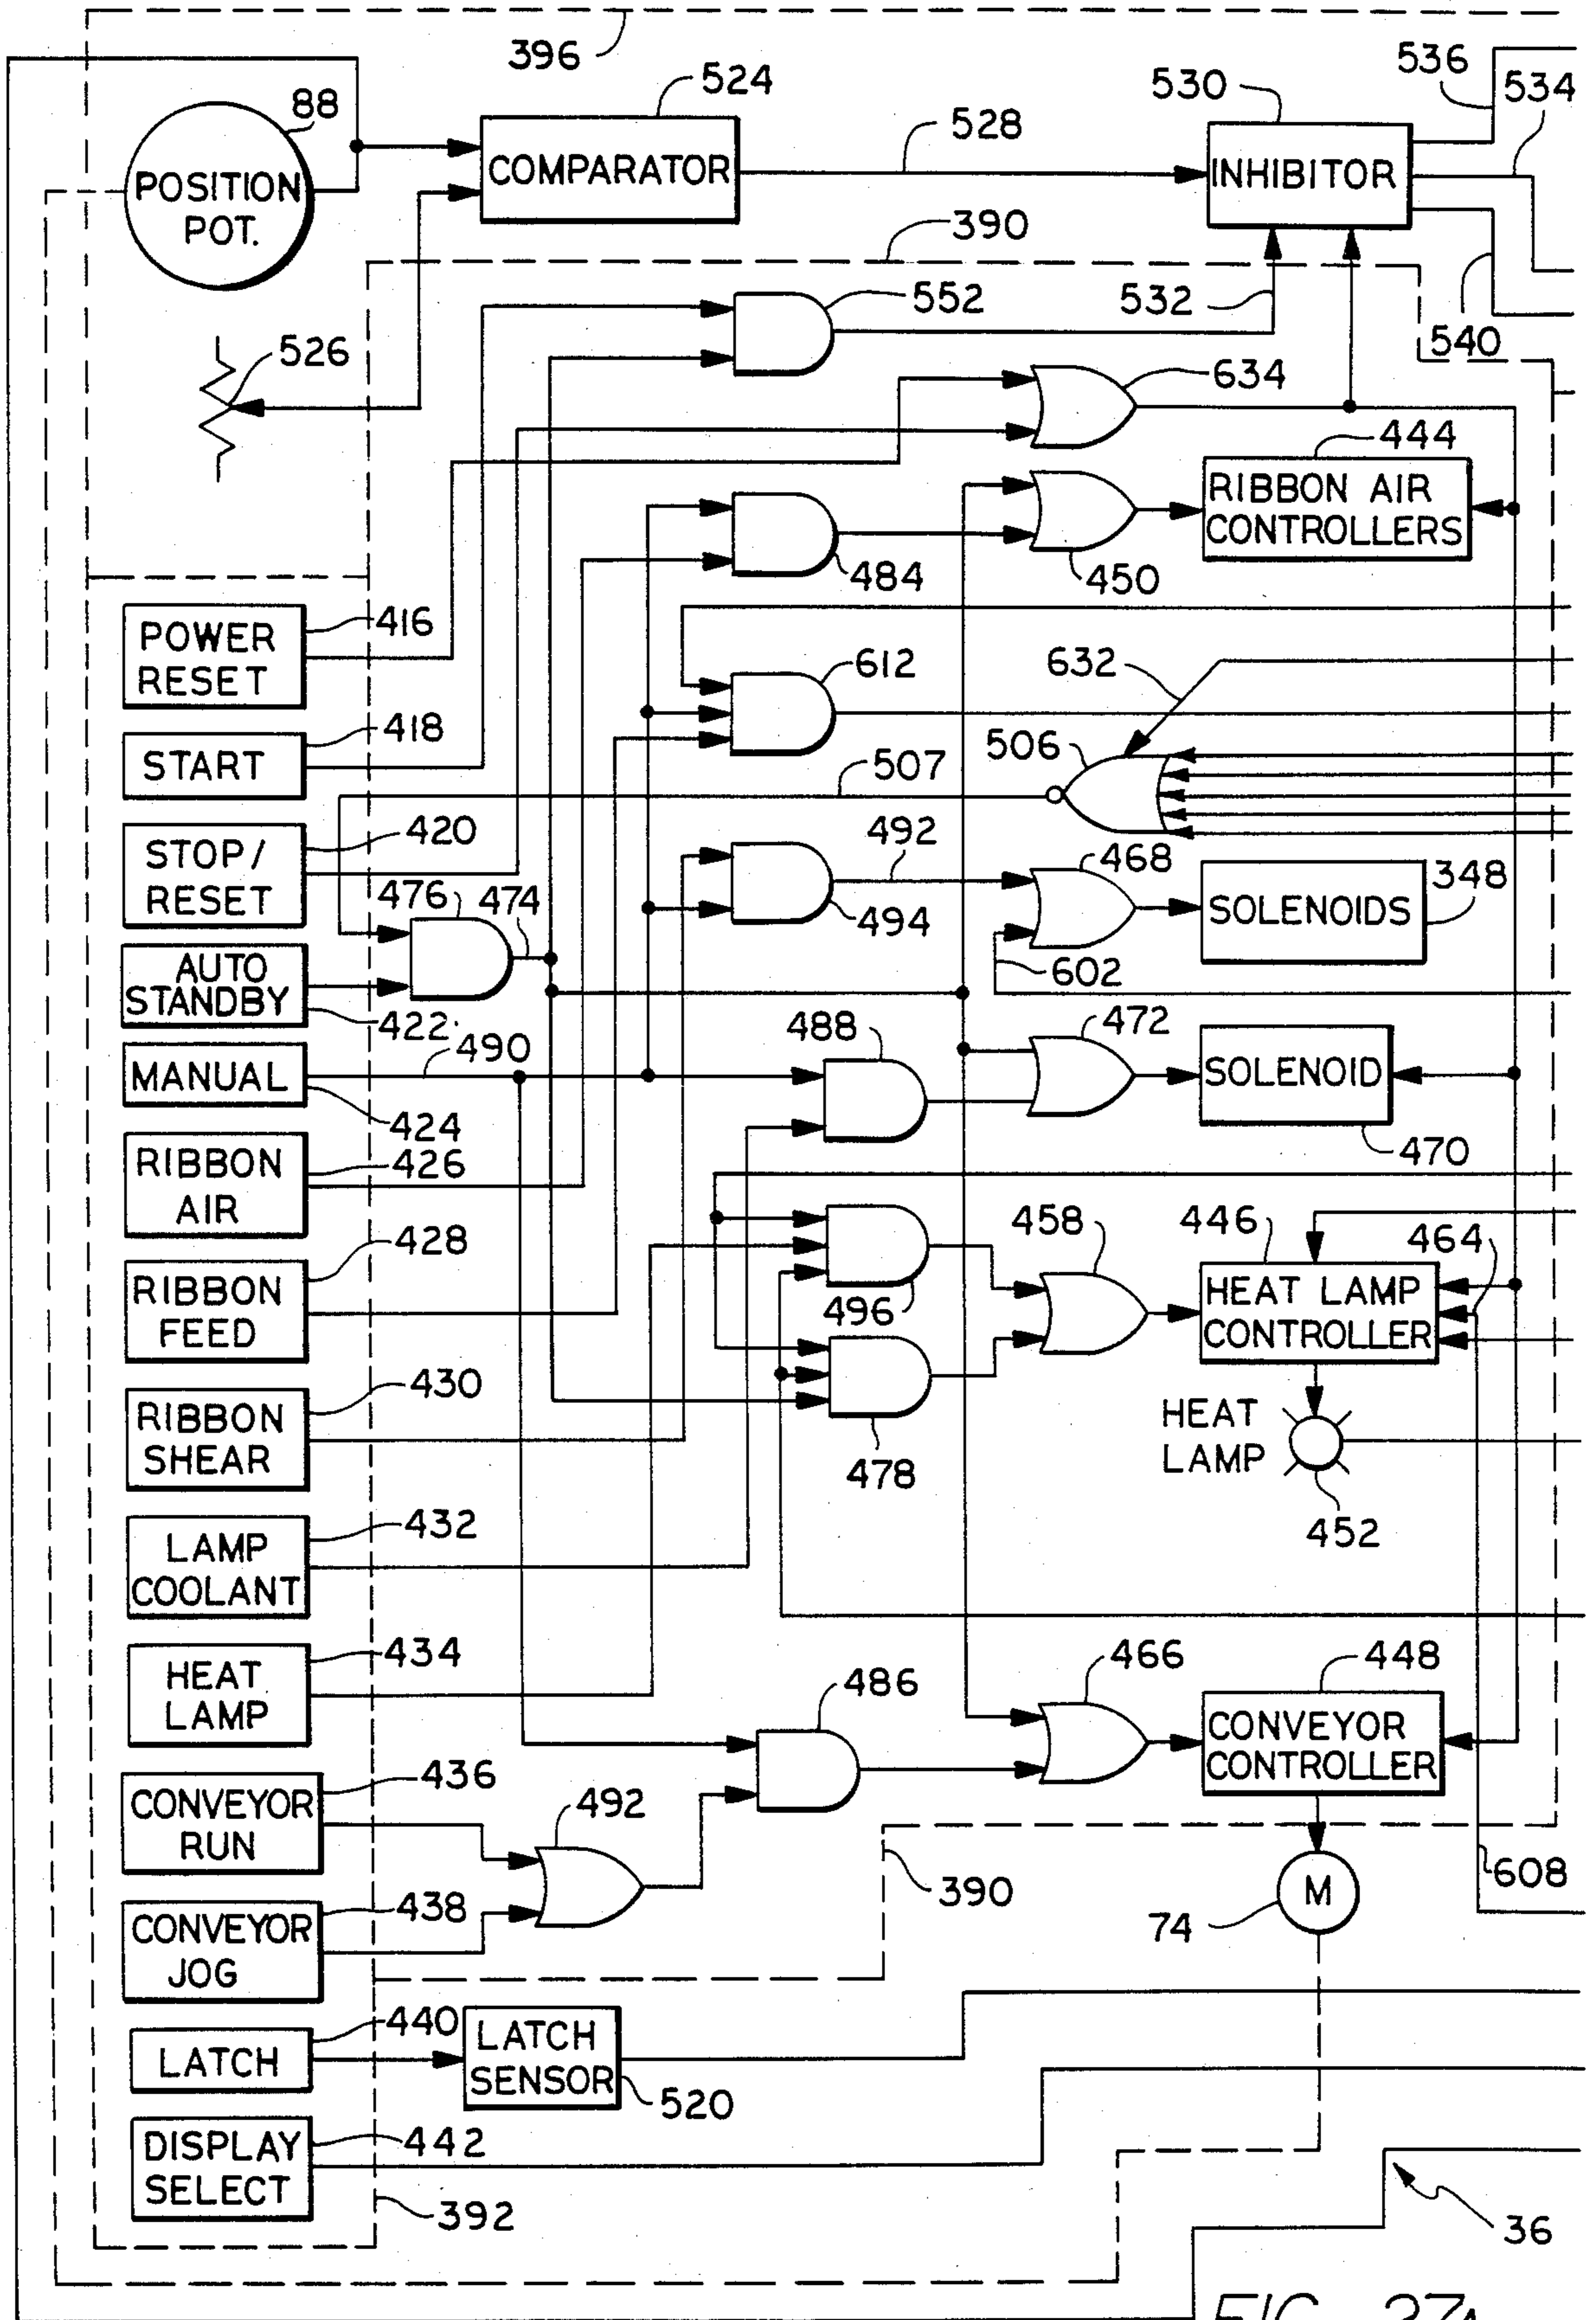 396
536
534
524
530
88
528
COMPARATOR
INHIBITOR
POSITION
POT.
390
552
532
540
526
634
444
RIBBON AIR
CONTROLLERS
484
450
416
POWER
RESET
612
632
418
START
506
507
420
STOP/
RESET
492
468
348
476
474
494
SOLENOIDS
AUTO
STANDBY
602
422
488
472
490
MANUAL
SOLENOID
424
426
470
RIBBON
AIR
458
446
464
428
RIBBON
FEED
496
HEAT LAMP
CONTROLLER
430
RIBBON
SHEAR
478
HEAT
LAMP
452
432
LAMP
COOLANT
434
HEAT
LAMP
466
448
486
CONVEYOR
CONTROLLER
436
CONVEYOR
RUN
492
608
390
M
74
438
CONVEYOR
JOG
440
LATCH
LATCH
SENSOR
520
442
DISPLAY
SELECT
392
36
FIG. 37A